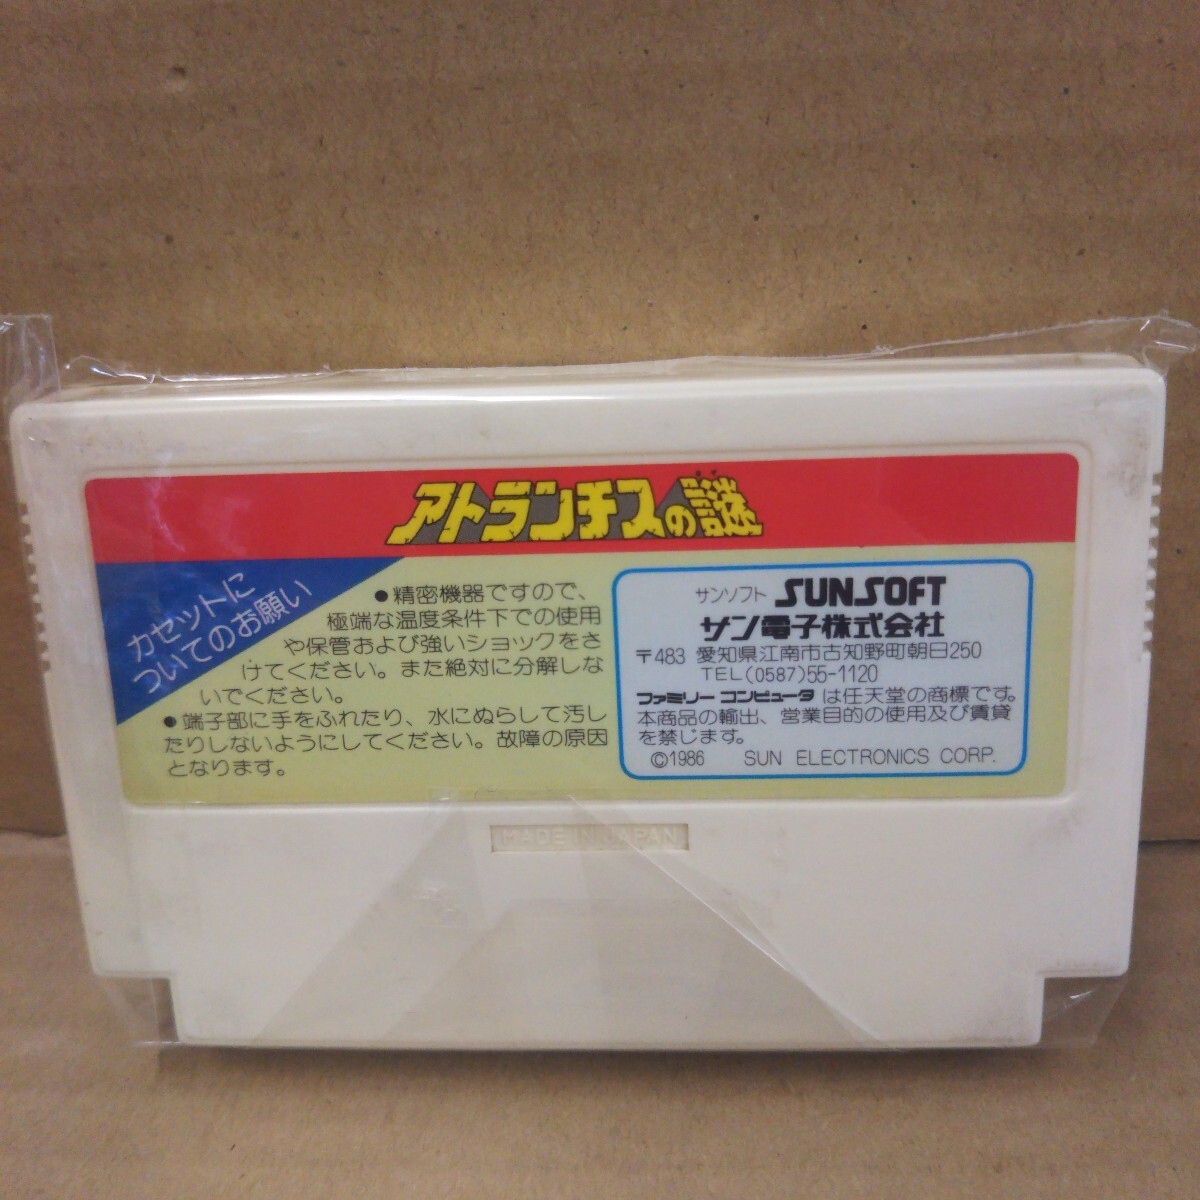 アトランチスの謎
カセットに
ついてのお願い
●精密機器ですので、
極端な温度条件下での使用
や保管および強いショックをさ
けてください。また絶対に分解しな
いでください。
●端子部に手をふれたり、水にぬらして汚し
たりしないようにしてください。故障の原因
となります。
サンソフト SUNSOFT
サン電子株式会社
〒483 愛知県江南市古知野町朝日250
TEL(0587)55-1120
ファミリーコンピュータは任天堂の商標です。
本商品の輸出、営業目的の使用及び賃貸
を禁じます。
©1986 SUN ELECTRONICS CORP.
MADE IN JAPAN